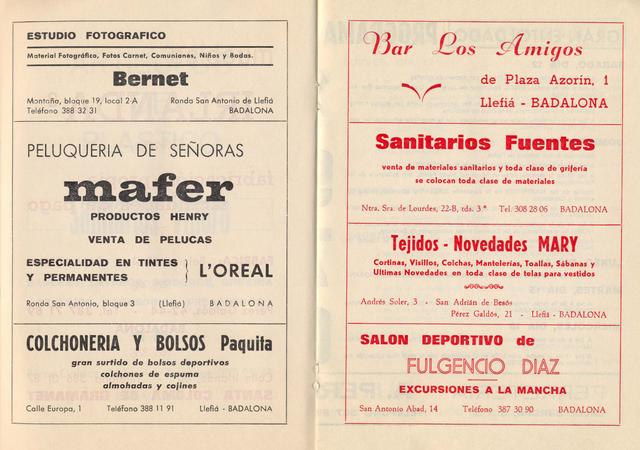 ESTUDIO FOTOGRAFICO
Material Fotográfico, Fotos Carnet, Comuniones, Niños y Bodas.
Bernet
Montaña, bloque 19, local 2-A
Teléfono 388 32 31
Ronda San Antonio de Llefiá
BADALONA
PELUQUERIA DE SEÑORAS
mafer
PRODUCTOS HENRY
VENTA DE PELUCAS
ESPECIALIDAD EN TINTES
Y PERMANENTES
L'OREAL
Ronda San Antonio, bloque 3 (Llefiá) BADALONA
COLCHONERIA Y BOLSOS Paquita
gran surtido de bolsos deportivos
colchones de espuma
almohadas y cojines
Calle Europa, 1 Teléfono 388 11 91 Llefiá - BADALONA
Bar Los Amigos
de Plaza Azorín, 1
Llefiá - BADALONA
Sanitarios Fuentes
venta de materiales sanitarios y toda clase de grifería
se colocan toda clase de materiales
Ntra. Sra. de Lourdes, 22-B, tda. 3.ª Tel. 308 28 06 BADALONA
Tejidos - Novedades MARY
Cortinas, Visillos, Colchas, Mantelerías, Toallas, Sábanas y
Ultimas Novedades en toda clase de telas para vestidos
Andrés Soler, 3 - San Adrián de Besós
Pérez Galdós, 21 - Llefiá - BADALONA
SALON DEPORTIVO de
FULGENCIO DIAZ
EXCURSIONES A LA MANCHA
San Antonio Abad, 14 Teléfono 387 30 90 BADALONA